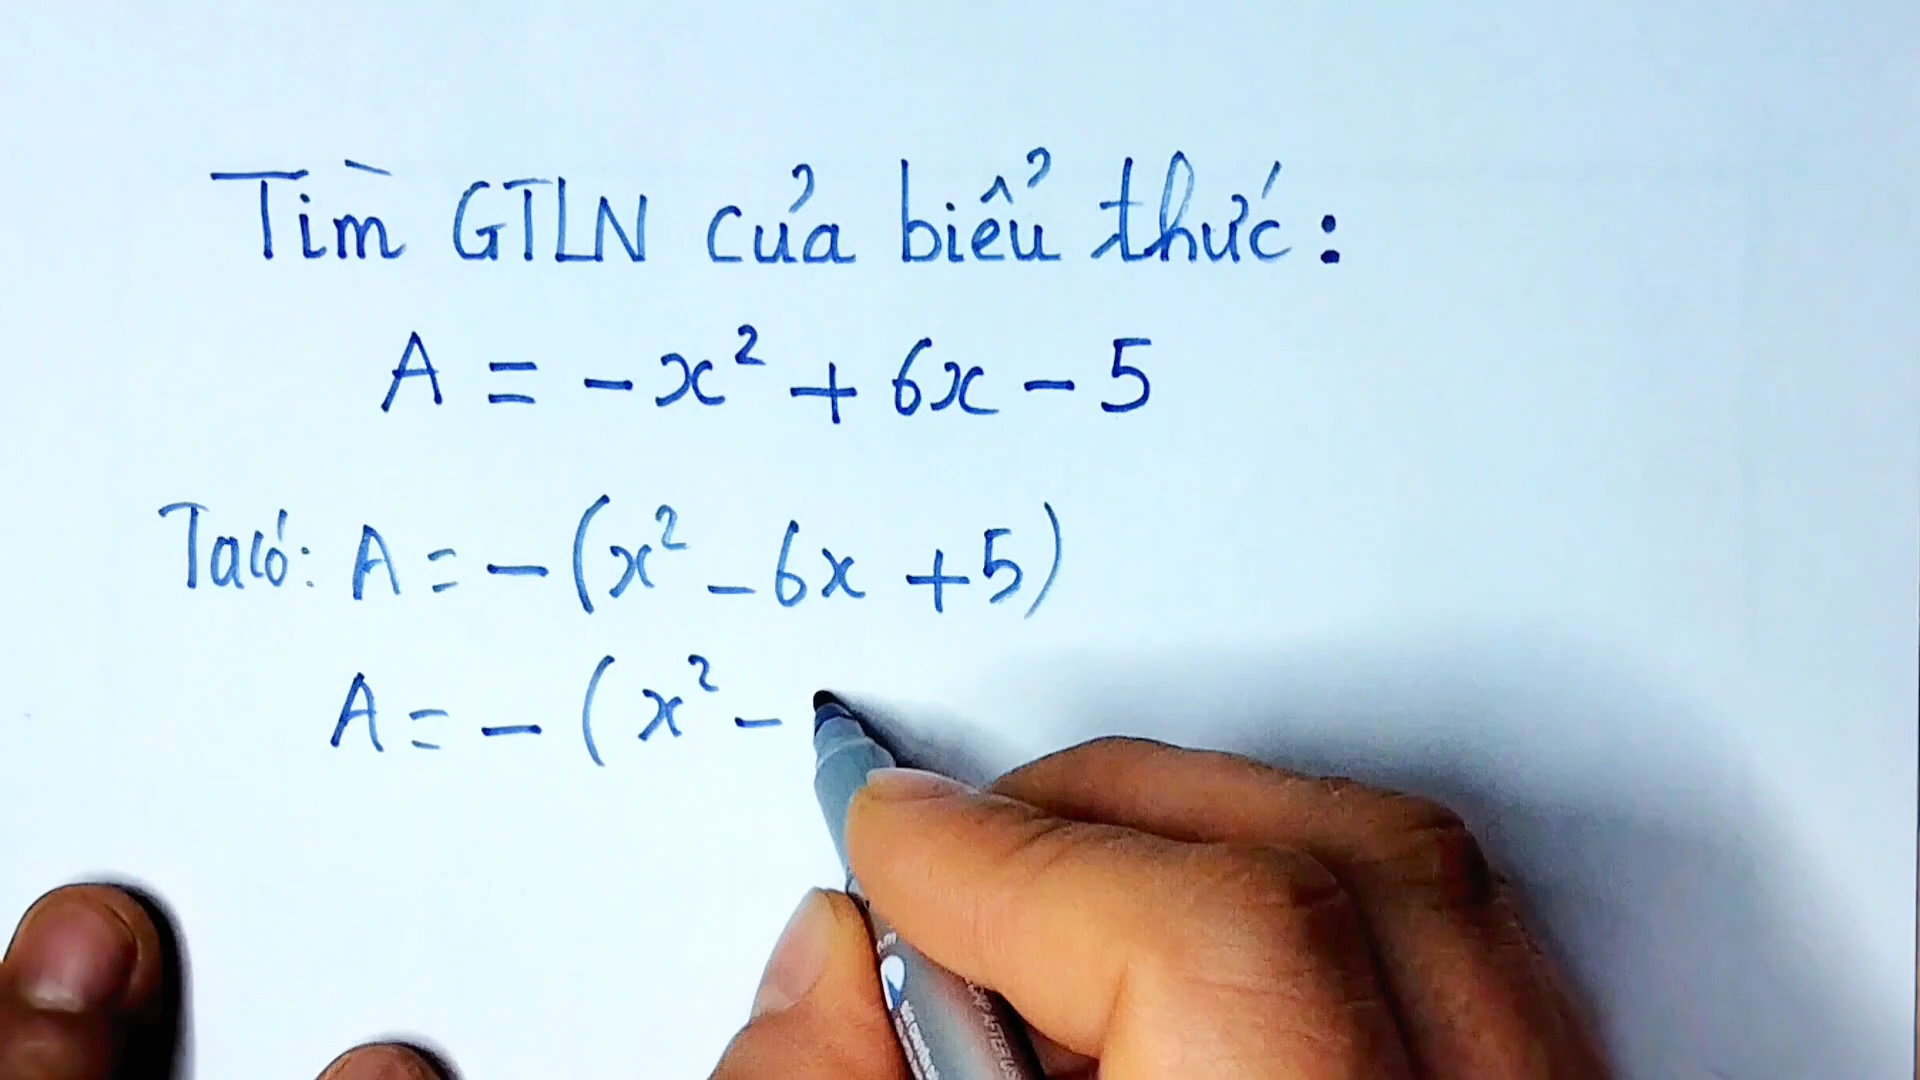 Tìm GTLN của biểu thức:
A = -x² + 6x - 5
Ta có: A = - (x² - 6x + 5)
A = - (x² -